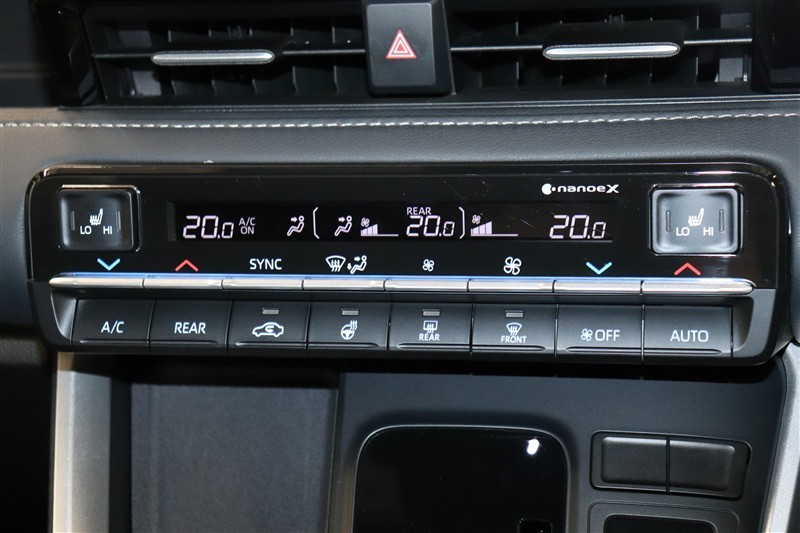 nanoeX
LO HI
20.0 A/C ON
REAR
20.0
20.0
LO HI
SYNC
A/C
REAR
REAR
FRONT
OFF
AUTO